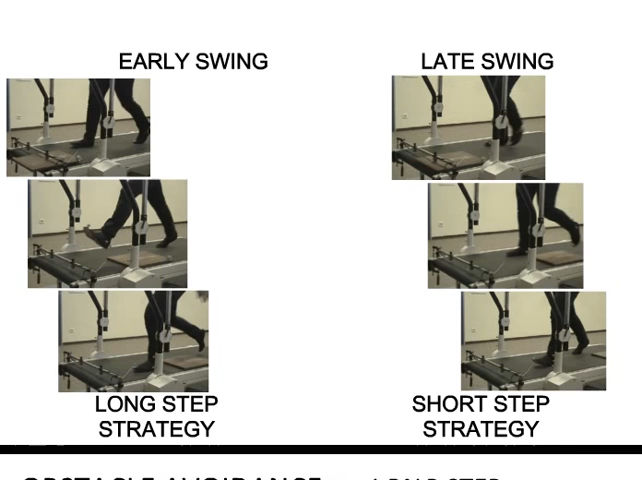 EARLY SWING
LATE SWING
LONG STEP
STRATEGY
SHORT STEP
STRATEGY